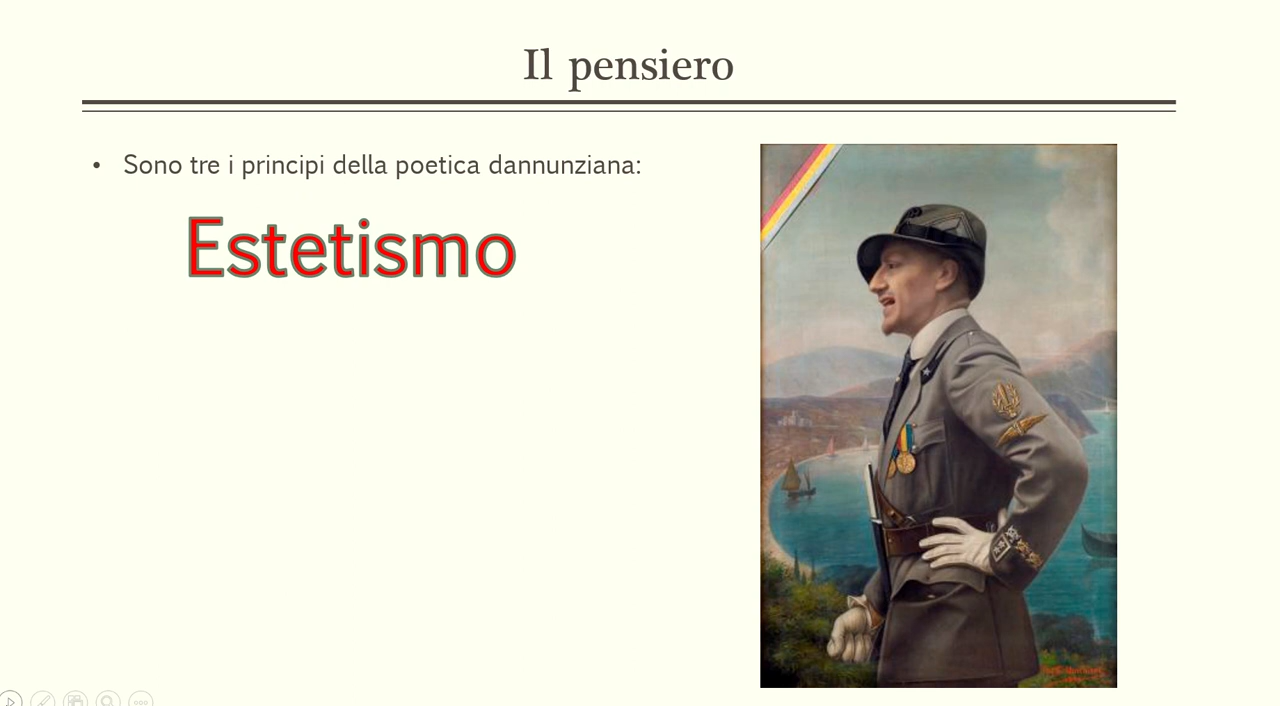 Il pensiero
• Sono tre i principi della poetica dannunziana:
Estetismo